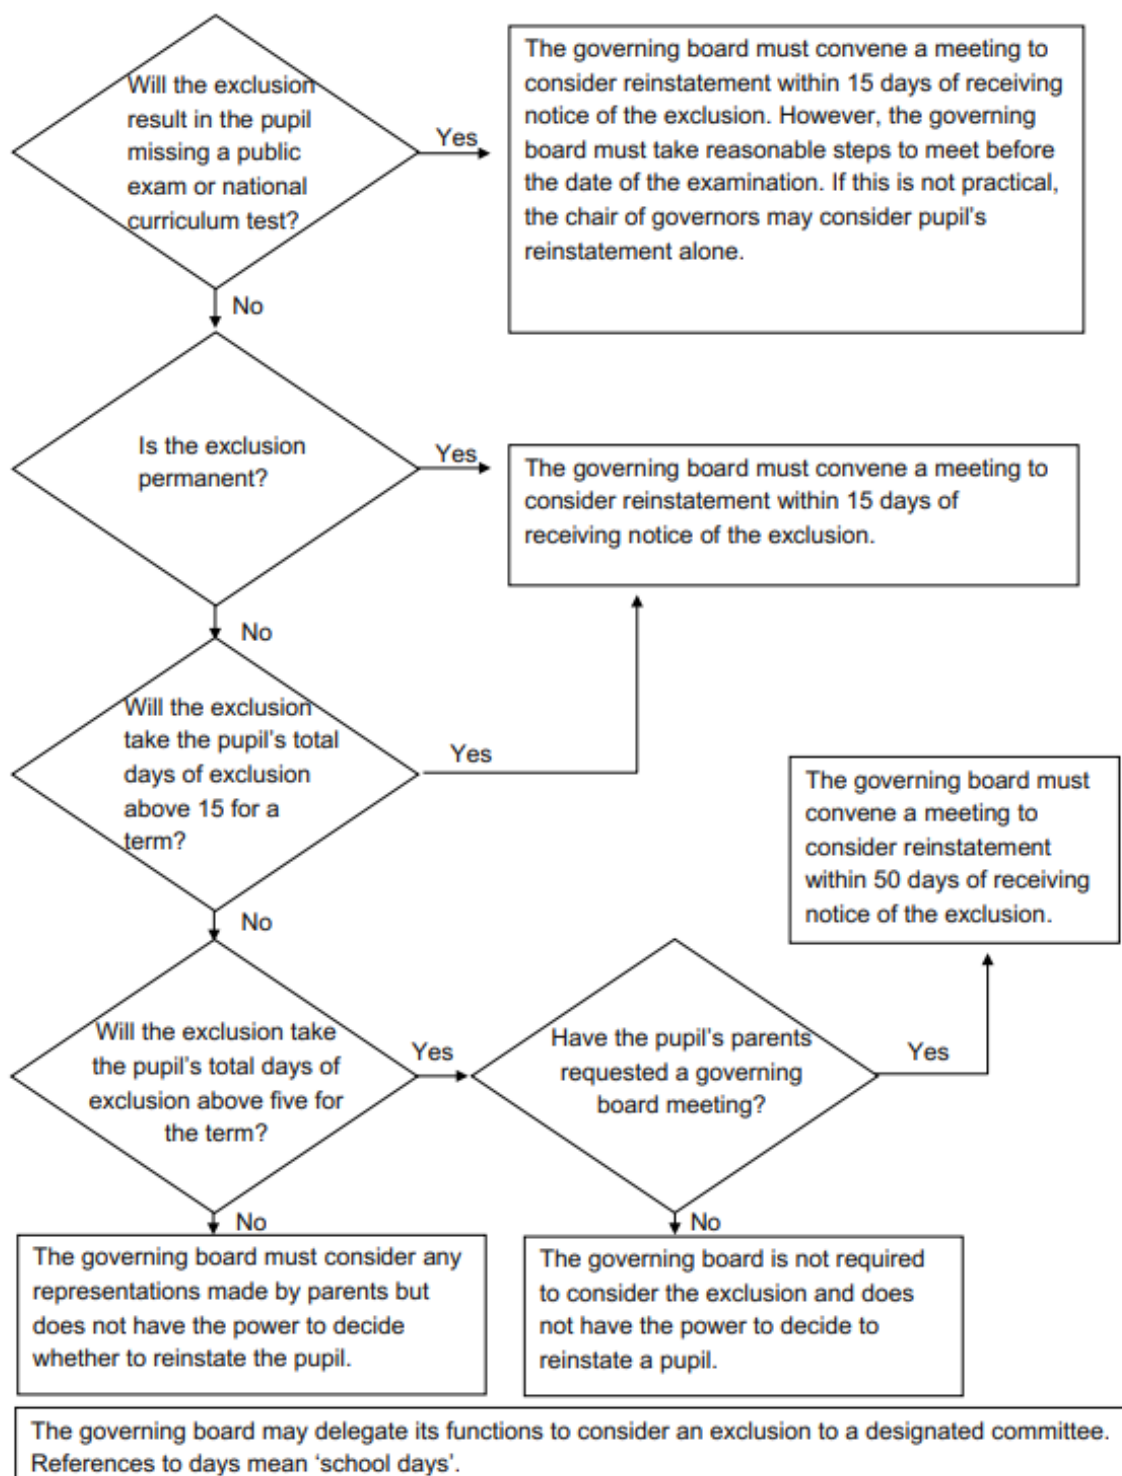 Will the exclusion
result in the pupil
missing a public
exam or national
curriculum test?
Yes
The governing board must convene a meeting to
consider reinstatement within 15 days of receiving
notice of the exclusion. However, the governing
board must take reasonable steps to meet before
the date of the examination. If this is not practical,
the chair of governors may consider pupil's
reinstatement alone.
No
Is the exclusion
permanent?
Yes
The governing board must convene a meeting to
consider reinstatement within 15 days of
receiving notice of the exclusion.
No
Will the exclusion
take the pupil's total
days of exclusion
above 15 for a
term?
Yes
The governing board must
convene a meeting to
consider reinstatement
within 50 days of receiving
notice of the exclusion.
No
Will the exclusion take
the pupil's total days of
exclusion above five for
the term?
Yes
Have the pupil's parents
requested a governing
board meeting?
Yes
No
The governing board must consider any
representations made by parents but
does not have the power to decide
whether to reinstate the pupil.
No
The governing board is not required
to consider the exclusion and does
not have the power to decide to
reinstate a pupil.
The governing board may delegate its functions to consider an exclusion to a designated committee.
References to days mean 'school days'.